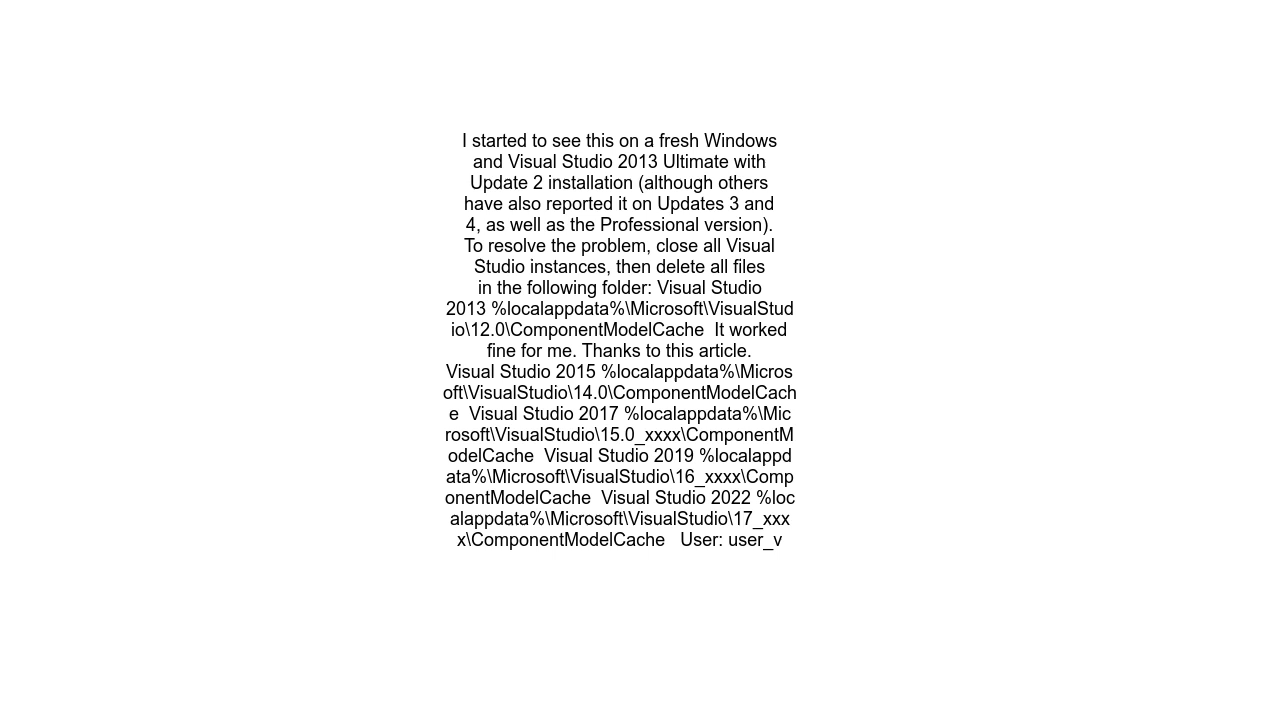 I started to see this on a fresh Windows
and Visual Studio 2013 Ultimate with
Update 2 installation (although others
have also reported it on Updates 3 and
4, as well as the Professional version).
To resolve the problem, close all Visual
Studio instances, then delete all files
in the following folder: Visual Studio
2013 %localappdata%\Microsoft\VisualStud
io\12.0\ComponentModelCache  It worked
fine for me. Thanks to this article.
Visual Studio 2015 %localappdata%\Micros
oft\VisualStudio\14.0\ComponentModelCach
e  Visual Studio 2017 %localappdata%\Mic
rosoft\VisualStudio\15.0_xxxx\ComponentM
odelCache  Visual Studio 2019 %localappd
ata%\Microsoft\VisualStudio\16_xxxx\Comp
onentModelCache  Visual Studio 2022 %loc
alappdata%\Microsoft\VisualStudio\17_xxx
x\ComponentModelCache   User: user_v